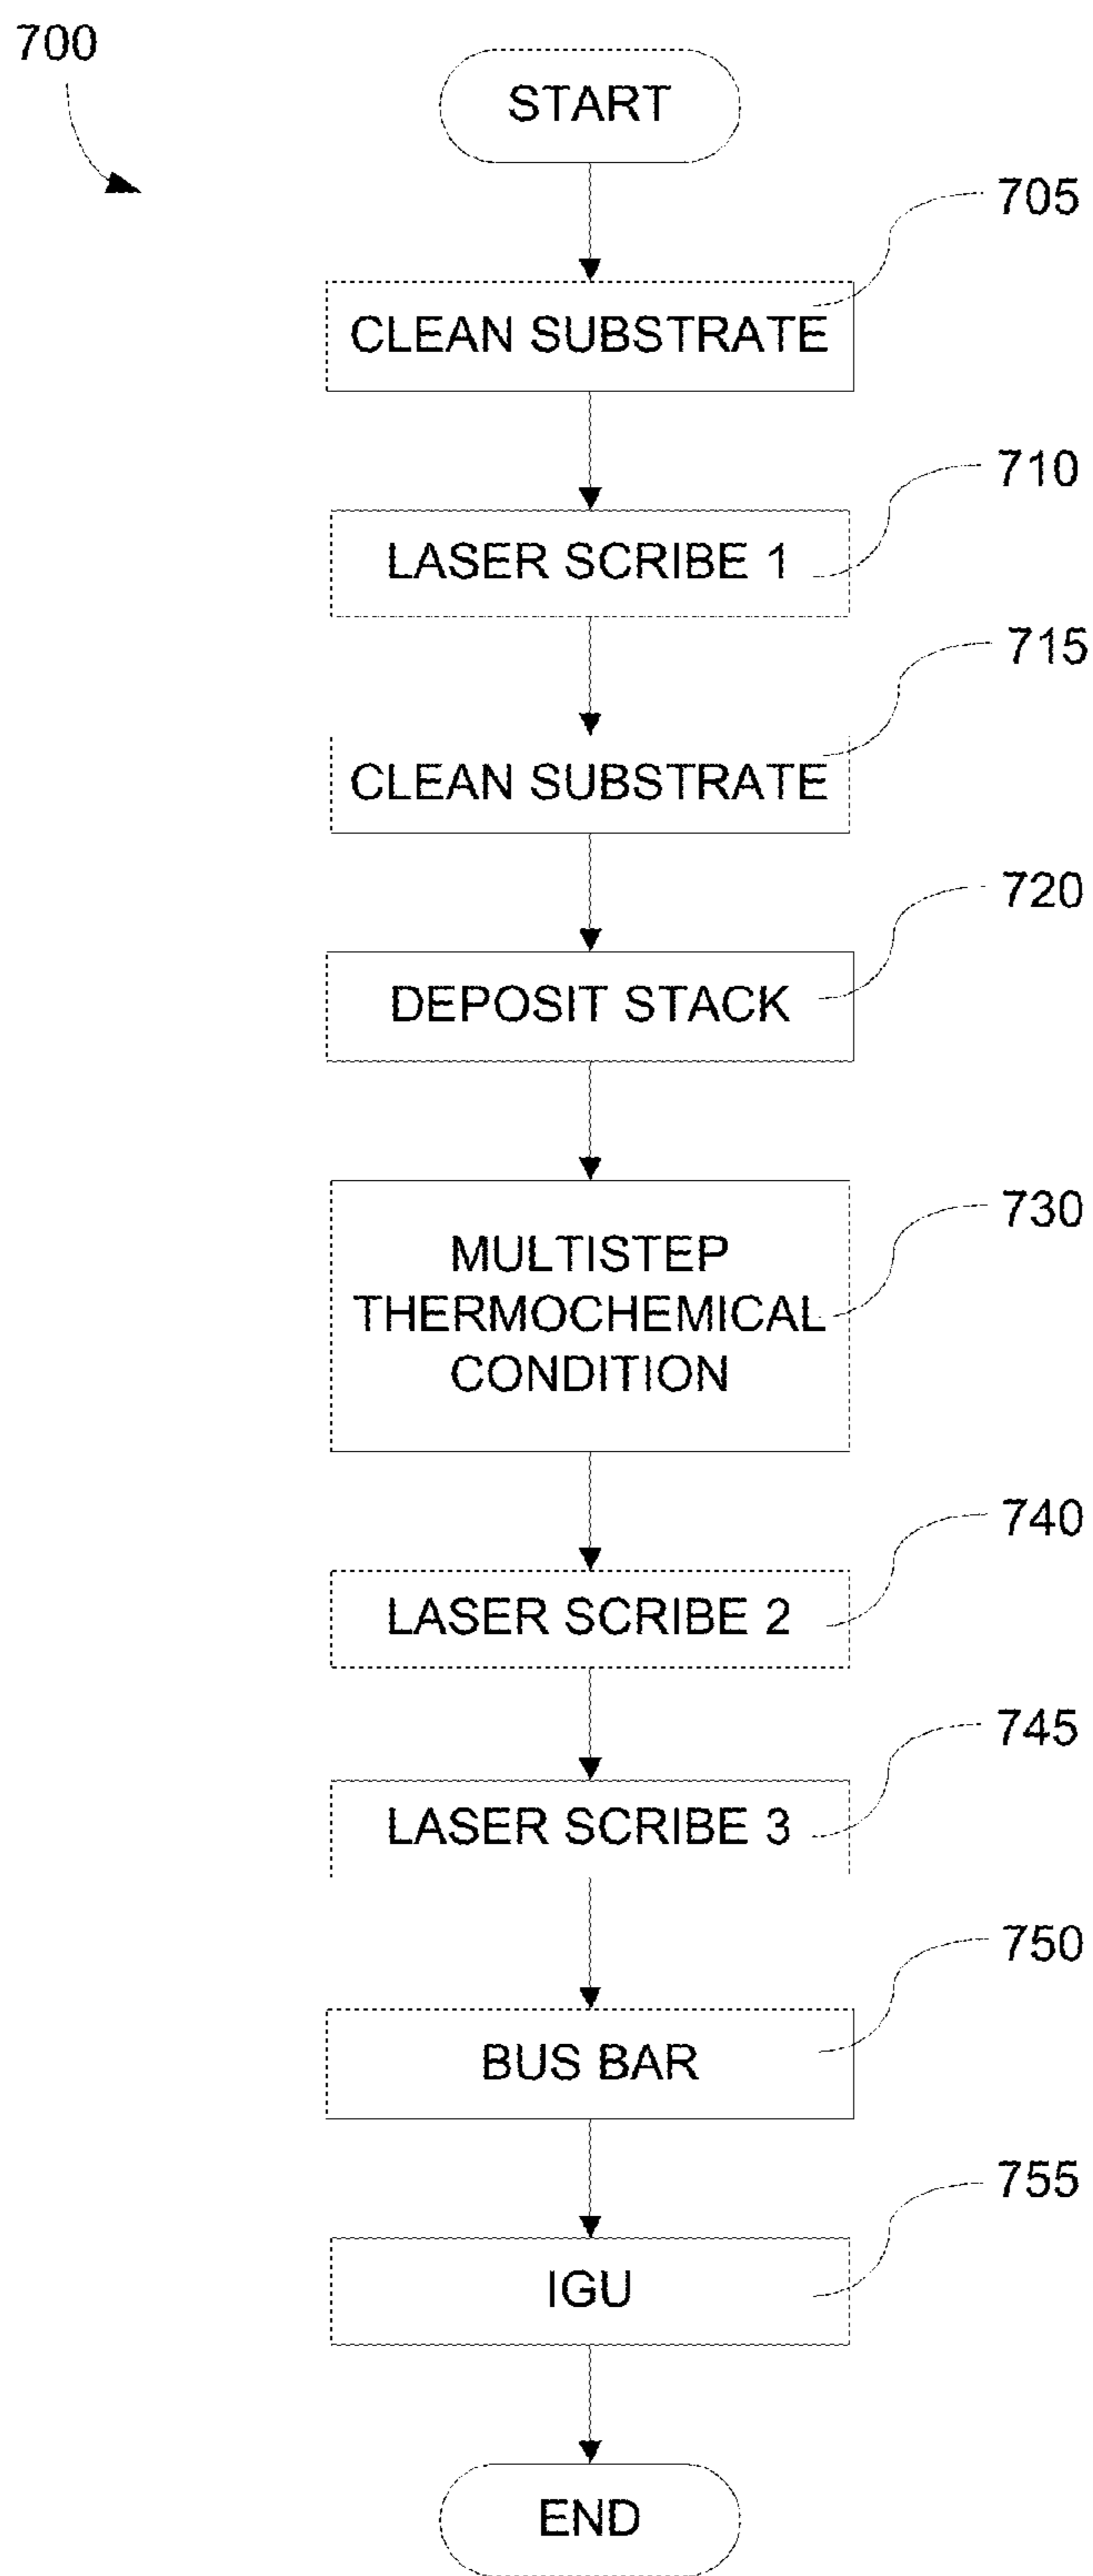 700
START
705
CLEAN SUBSTRATE
710
LASER SCRIBE 1
715
CLEAN SUBSTRATE
720
DEPOSIT STACK
730
MULTISTEP
THERMOCHEMICAL
CONDITION
740
LASER SCRIBE 2
745
LASER SCRIBE 3
750
BUS BAR
755
IGU
END